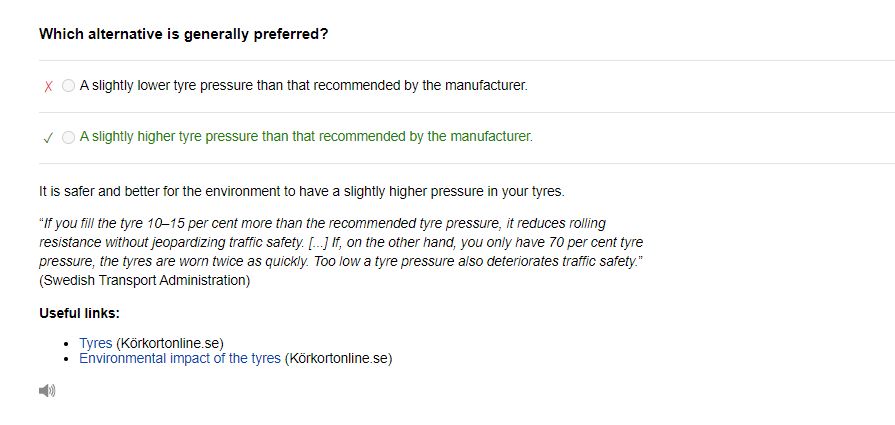 Which alternative is generally preferred?
✗ A slightly lower tyre pressure than that recommended by the manufacturer.
✓ A slightly higher tyre pressure than that recommended by the manufacturer.
It is safer and better for the environment to have a slightly higher pressure in your tyres.
“If you fill the tyre 10–15 per cent more than the recommended tyre pressure, it reduces rolling
resistance without jeopardizing traffic safety. [...] If, on the other hand, you only have 70 per cent tyre
pressure, the tyres are worn twice as quickly. Too low a tyre pressure also deteriorates traffic safety.”
(Swedish Transport Administration)
Useful links:
• Tyres (Körkortonline.se)
• Environmental impact of the tyres (Körkortonline.se)